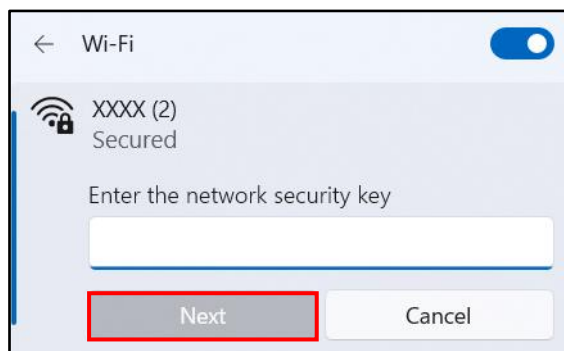 Wi-Fi
XXXX (2)
Secured
Enter the network security key
Next
Cancel